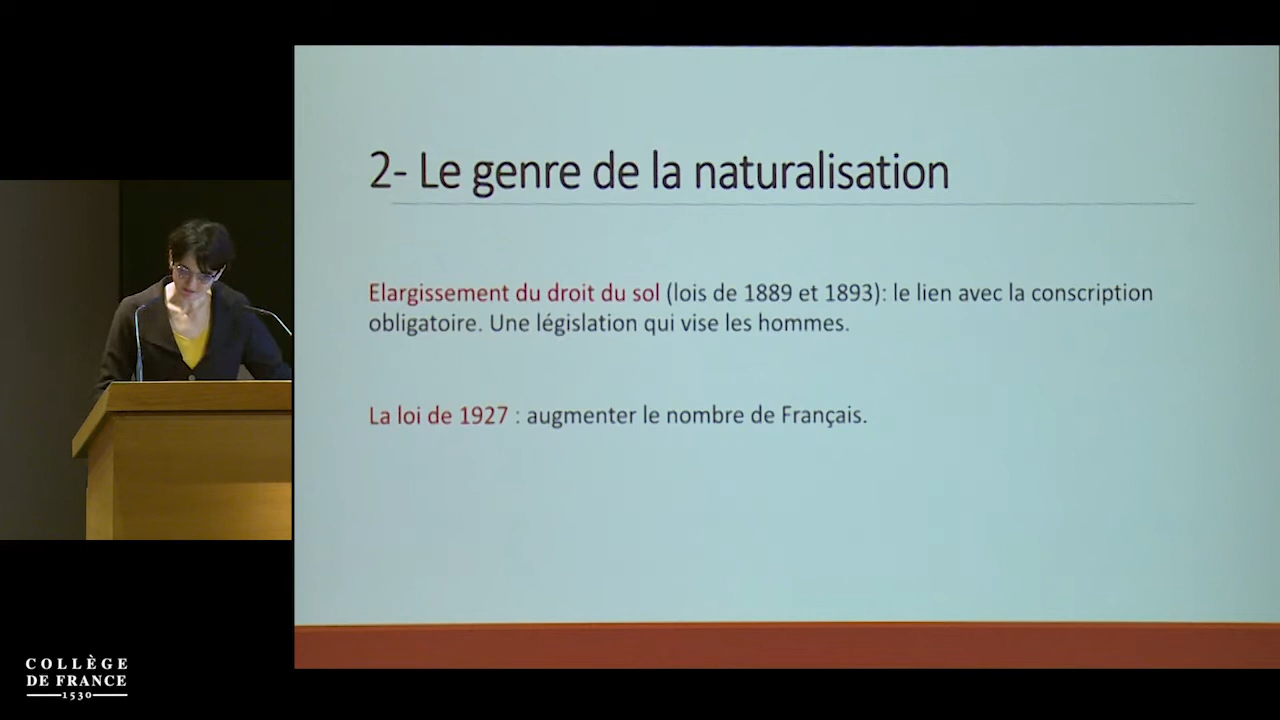 2- Le genre de la naturalisation
Elargissement du droit du sol (lois de 1889 et 1893): le lien avec la conscription
obligatoire. Une législation qui vise les hommes.
La loi de 1927 : augmenter le nombre de Français.
COLLÈGE
DE FRANCE
1530